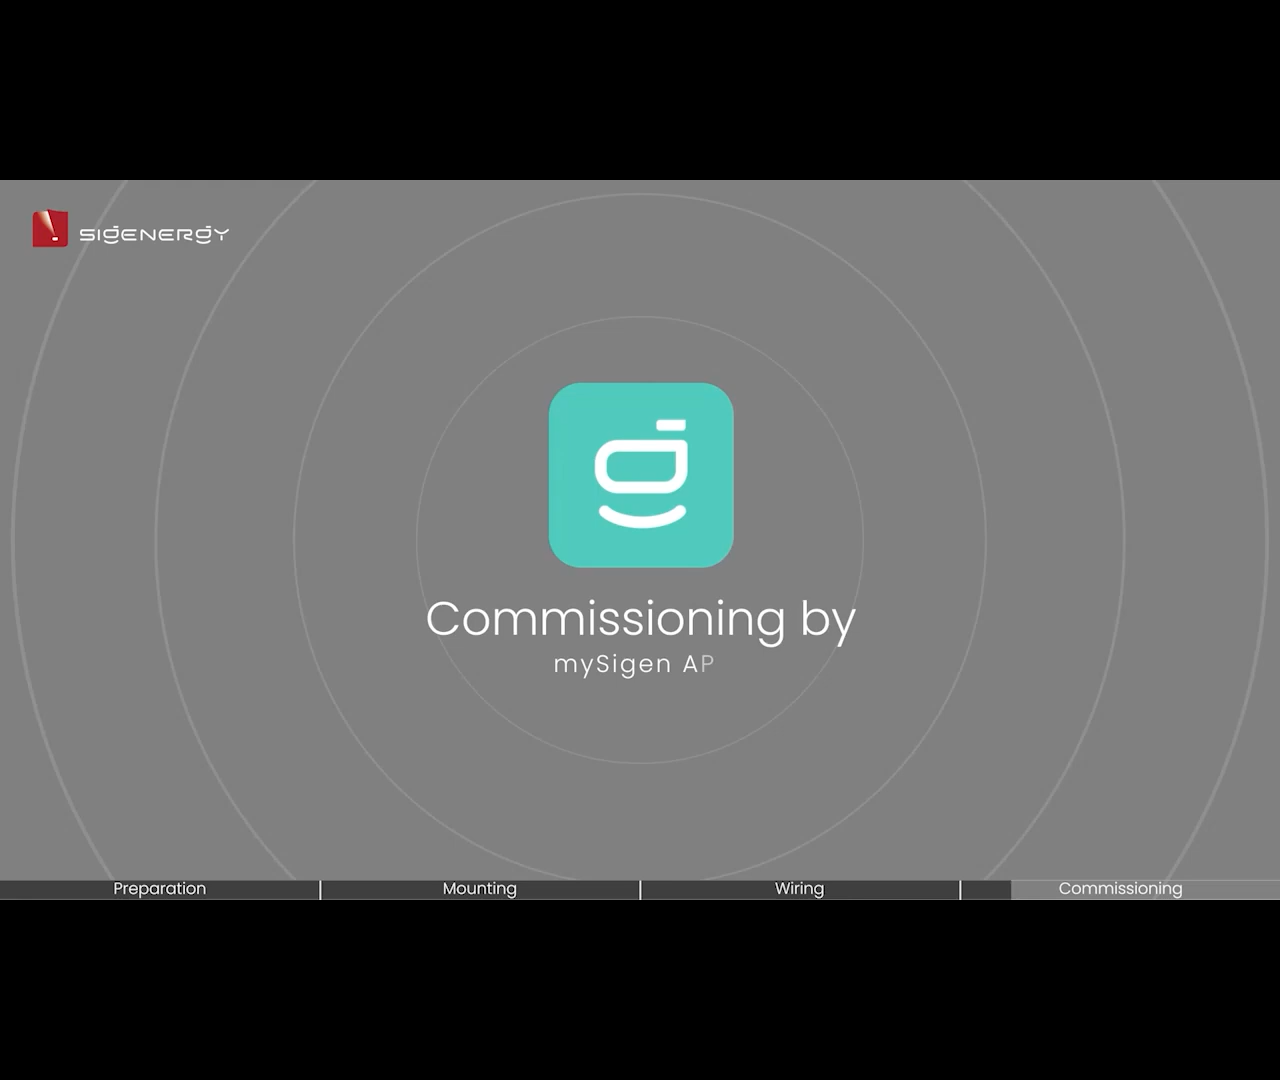 SIGENERGY
Commissioning by
mySigen AP
Preparation
Mounting
Wiring
Commissioning